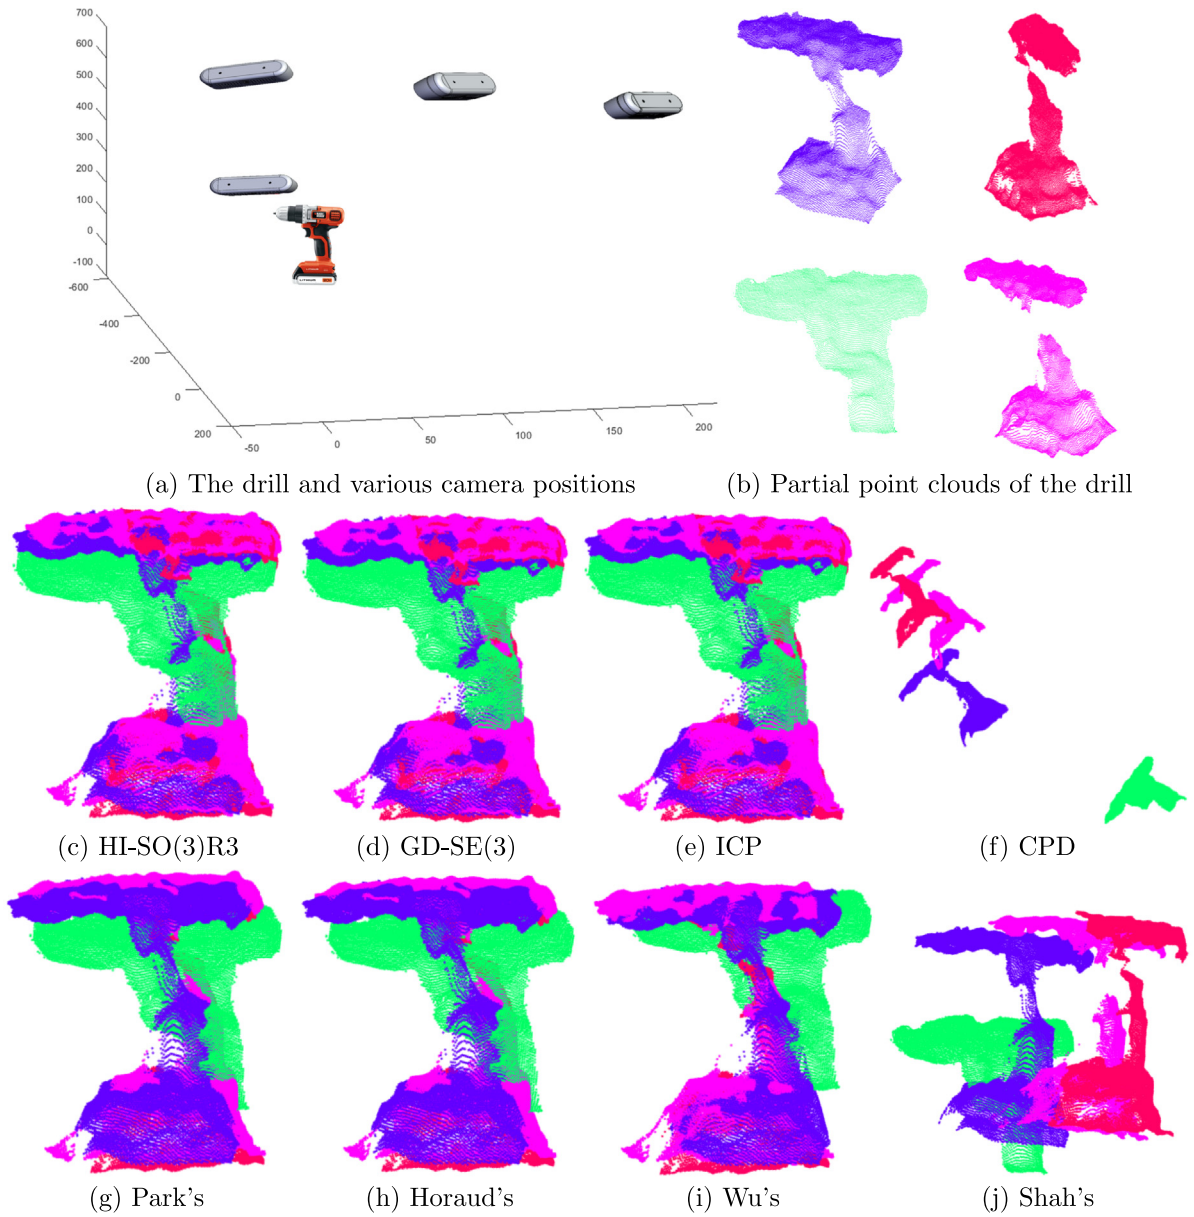 700
600
500
400
300
200
100
0
-100
-600
-400
-200
0
200
-50
0
50
100
150
200
(a) The drill and various camera positions
(b) Partial point clouds of the drill
(c) HI-SO(3)R3
(d) GD-SE(3)
(e) ICP
(f) CPD
(g) Park's
(h) Horaud's
(i) Wu's
(j) Shah's